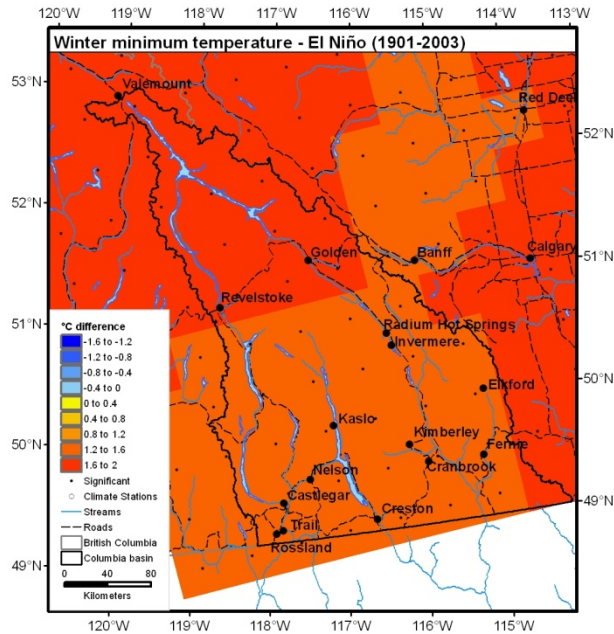 119°W 118°W 117°W 116°W 115°W 114°W 113°W
Winter minimum temperature - El Niño (1901-2003)
53°N
Valemount
Red Deer
52°N
52°N
Golden
Banff
Calgary
51°N
Revelstoke
51°N
Radium Hot Springs
Invermere
°C difference
-1.6 to -1.2
-1.2 to -0.8
-0.8 to -0.4
-0.4 to 0
0 to 0.4
0.4 to 0.8
0.8 to 1.2
1.2 to 1.6
1.6 to 2
Significant
Climate Stations
Streams
Roads
British Columbia
Columbia basin
0 40 80
Kilometers
Elkford
50°N
50°N
Kaslo
Kimberley
Fernie
Cranbrook
Nelson
Castlegar
Creston
Trail
Rossland
49°N
49°N
120°W 119°W 118°W 117°W 116°W 115°W 114°W